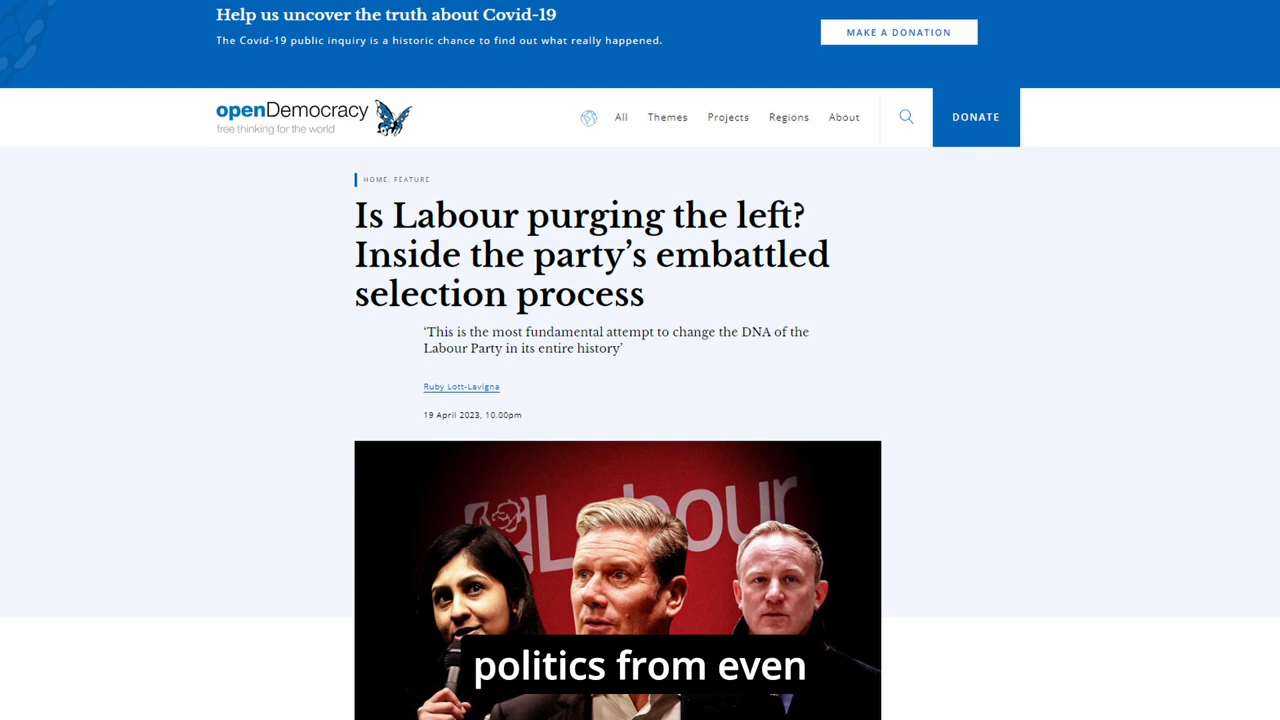 Help us uncover the truth about Covid-19
The Covid-19 public inquiry is a historic chance to find out what really happened.
MAKE A DONATION
openDemocracy
free thinking for the world
All Themes Projects Regions About
DONATE
HOME: FEATURE
Is Labour purging the left?
Inside the party’s embattled
selection process
‘This is the most fundamental attempt to change the DNA of the
Labour Party in its entire history’
Ruby Lott-Lavigna
19 April 2023, 10.00pm
Labour
politics from even